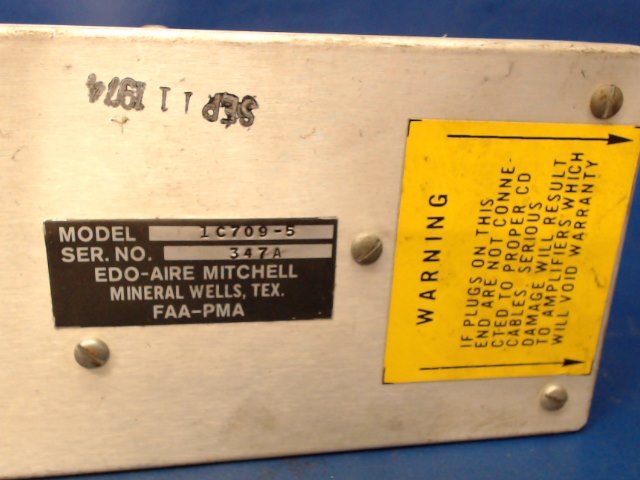 SEP 11 1974
MODEL 1C709-5
SER. NO. 347A
EDO-AIRE MITCHELL
MINERAL WELLS, TEX.
FAA-PMA
WARNING
IF PLUGS ON THIS
END ARE NOT CONNE-
CTED TO PROPER CD
CABLES, SERIOUS
DAMAGE WILL RESULT
TO AMPLIFIERS WHICH
WILL VOID WARRANTY